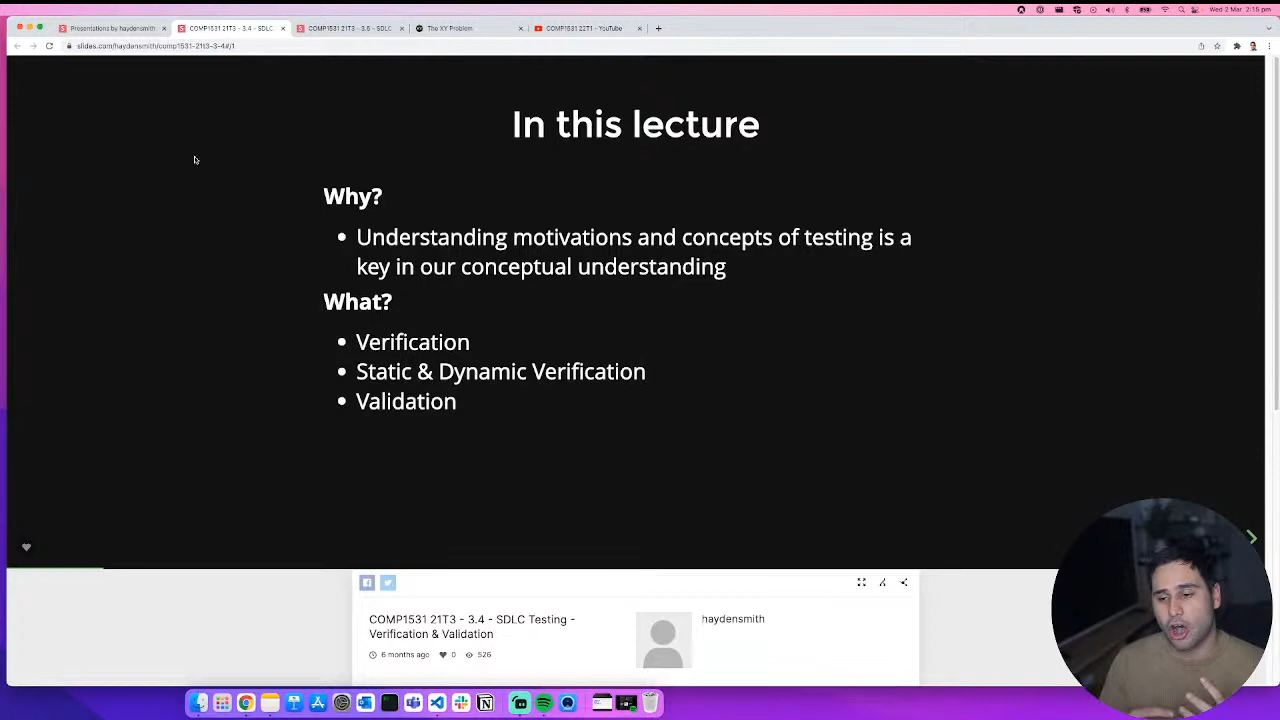 Wed 2 Mar 2:15 pm
Presentations by haydensmith
COMP1531 21T3 - 3.4 - SDLC
COMP1531 21T3 - 3.5 - SDLC
The XY Problem
COMP1531 22T1 - YouTube
slides.com/haydensmith/comp1531-21t3-3-4#/1
In this lecture
Why?
• Understanding motivations and concepts of testing is a
key in our conceptual understanding
What?
• Verification
• Static & Dynamic Verification
• Validation
COMP1531 21T3 - 3.4 - SDLC Testing -
Verification & Validation
6 months ago 0 526
haydensmith